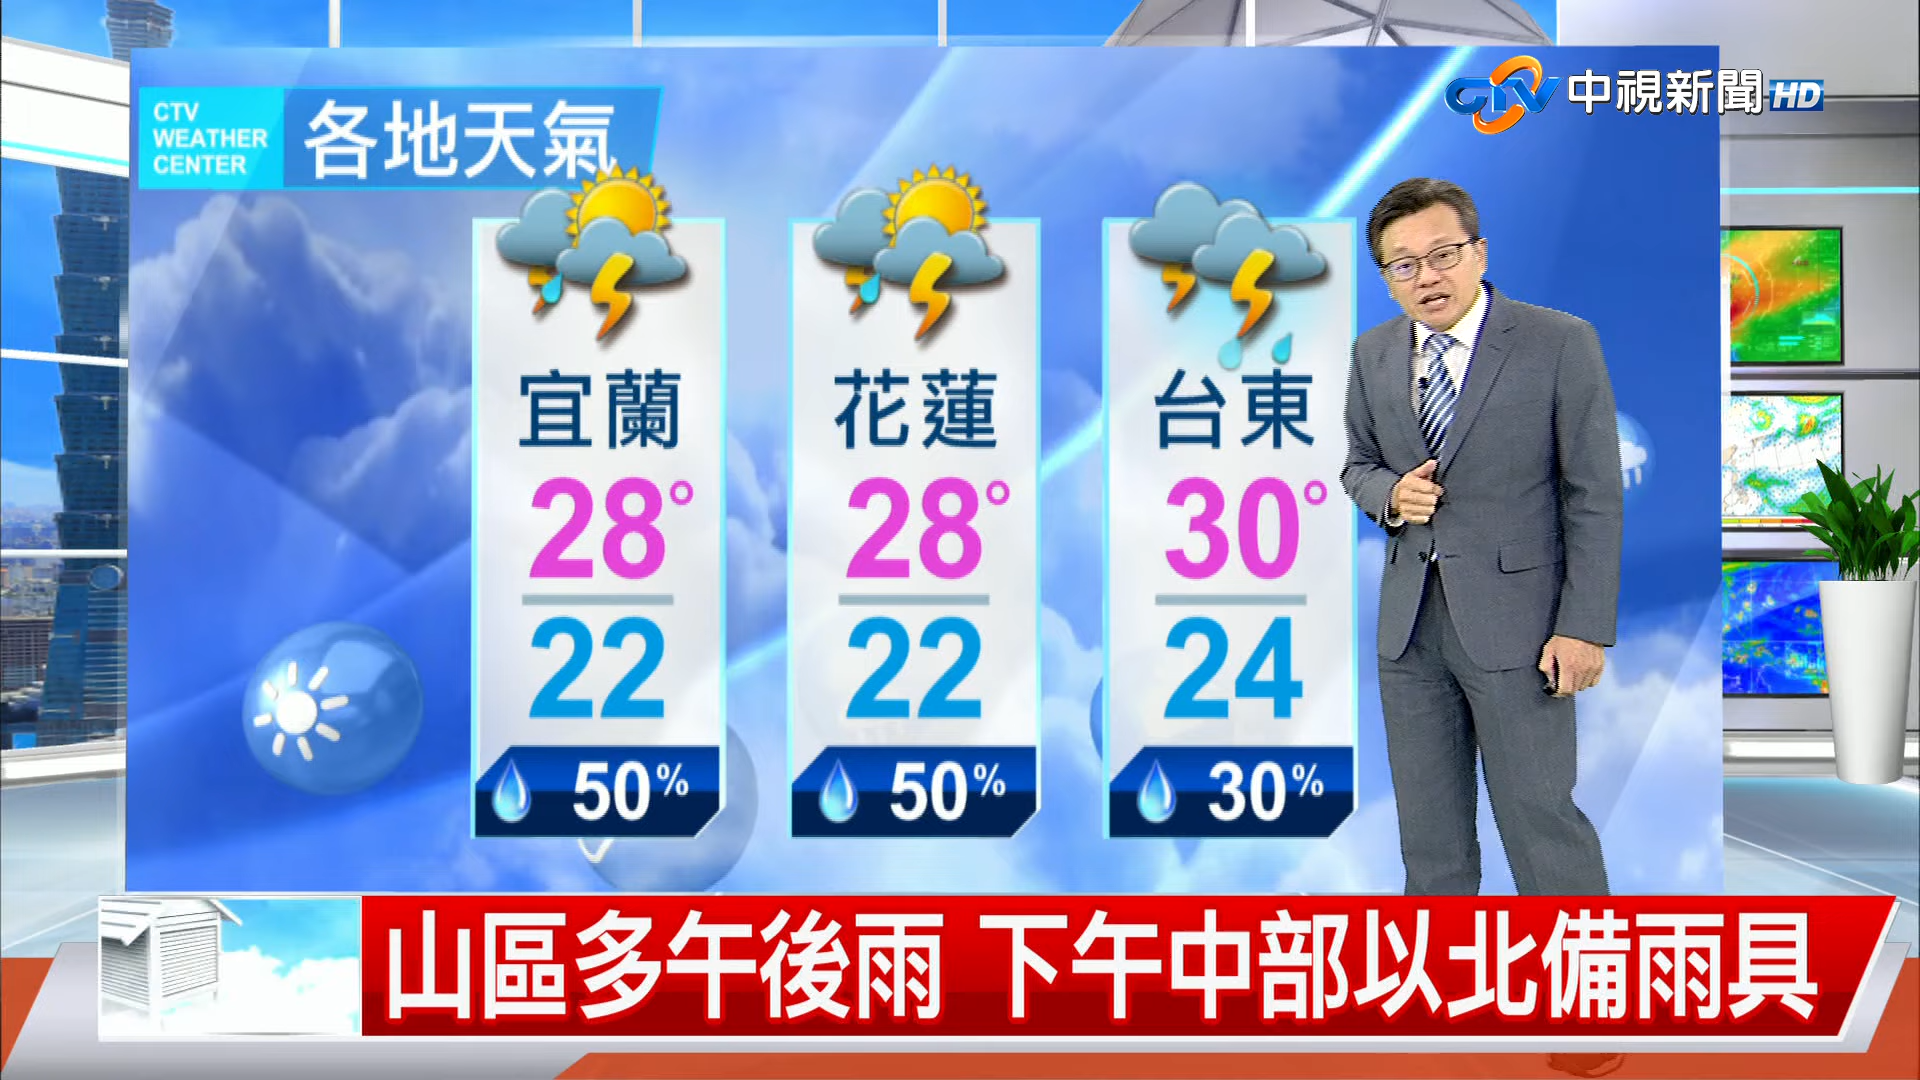 CTV
WEATHER
CENTER
各地天氣
CTV 中視新聞 HD
宜蘭
28°
22
50%
花蓮
28°
22
50%
台東
30°
24
30%
山區多午後雨 下午中部以北備雨具